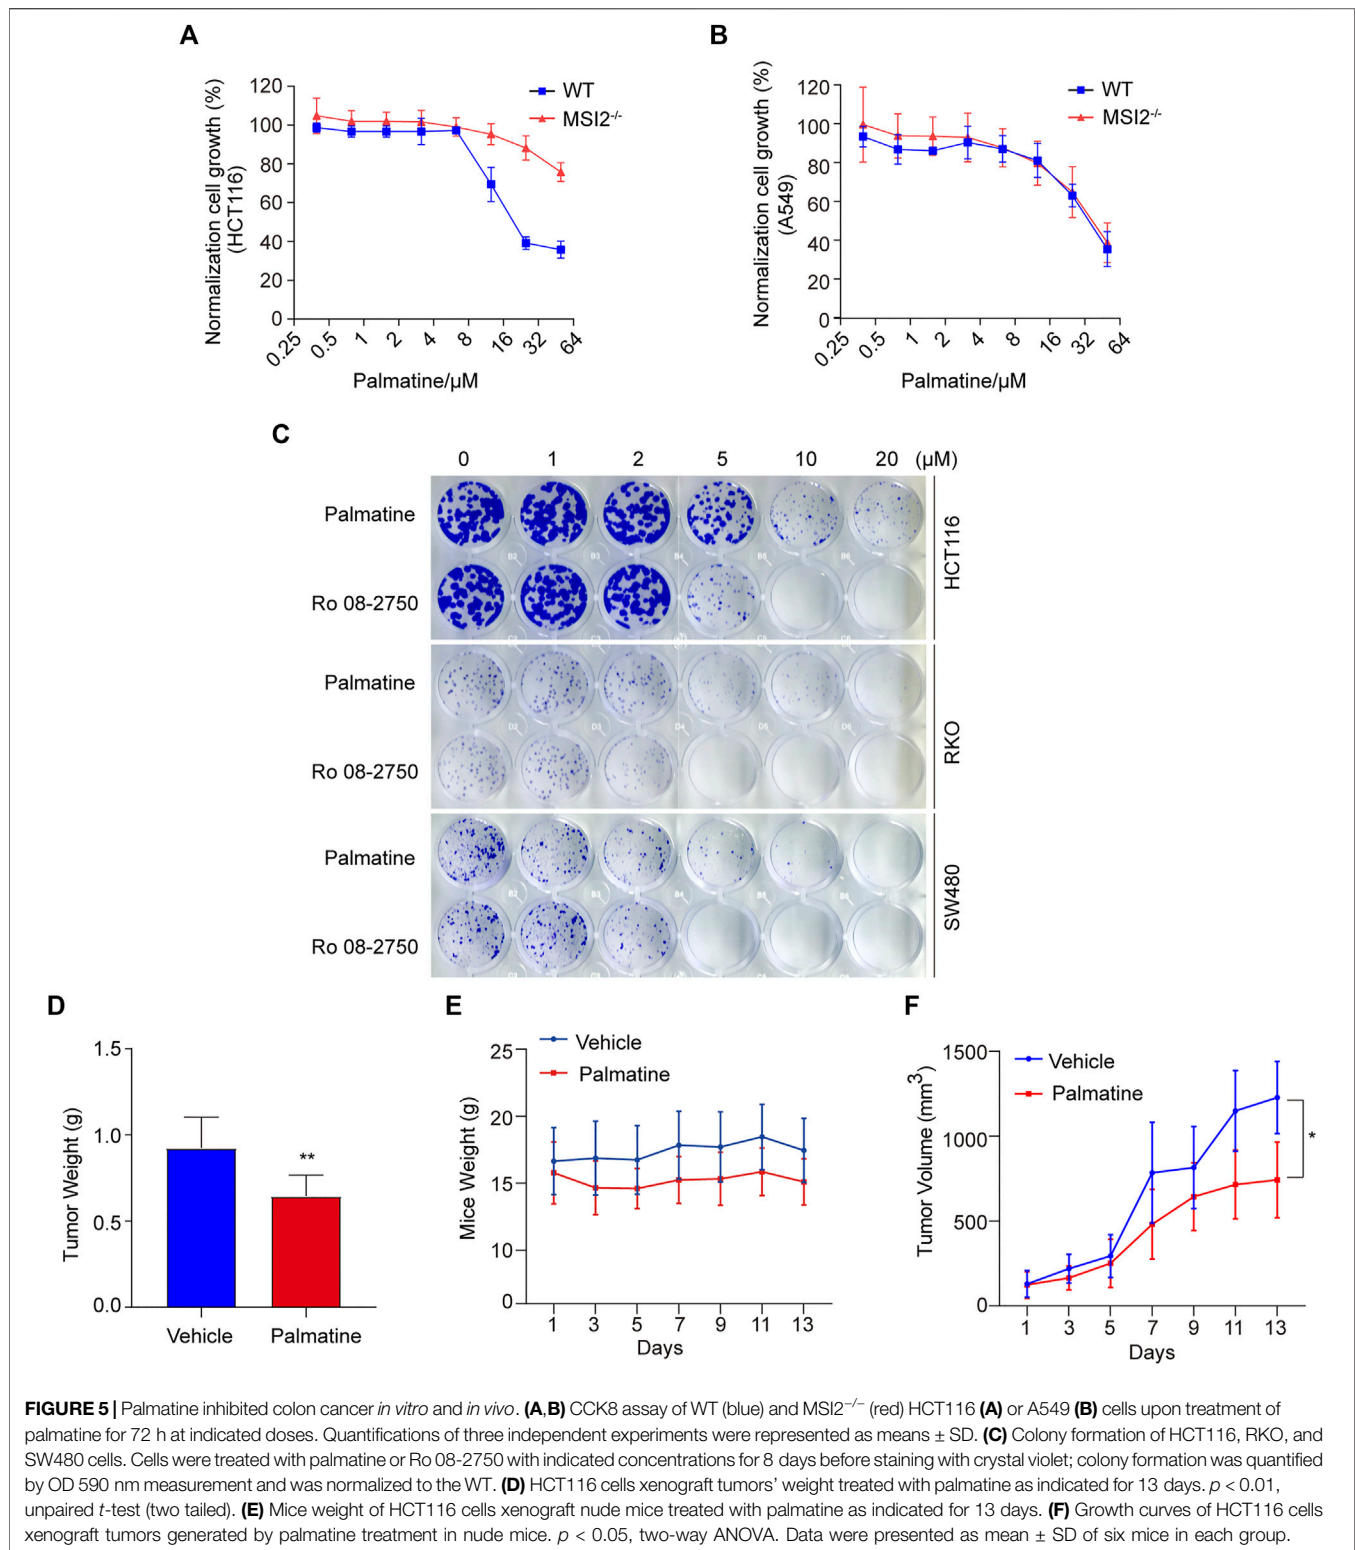 A
B
Normalization cell growth (%)
(HCT116)
120
100
80
60
40
20
0
WT
MSI2-/-
0.25
0.5
1
2
4
8
16
32
64
Palmatine/µM
Normalization cell growth (%)
(A549)
120
100
80
60
40
20
0
WT
MSI2-/-
0.25
0.5
1
2
4
8
16
32
64
Palmatine/µM
C
0 1 2 5 10 20 (µM)
Palmatine
Ro 08-2750
HCT116
Palmatine
Ro 08-2750
RKO
Palmatine
Ro 08-2750
SW480
D
Tumor Weight (g)
1.5
1.0
0.5
0.0
**
Vehicle
Palmatine
E
Mice Weight (g)
25
20
15
10
0
Vehicle
Palmatine
1 3 5 7 9 11 13
Days
F
Tumor Volume (mm3)
1500
1000
500
0
Vehicle
Palmatine
*
1 3 5 7 9 11 13
Days
FIGURE 5 | Palmatine inhibited colon cancer in vitro and in vivo. (A,B) CCK8 assay of WT (blue) and MSI2−/− (red) HCT116 (A) or A549 (B) cells upon treatment of
palmatine for 72 h at indicated doses. Quantifications of three independent experiments were represented as means ± SD. (C) Colony formation of HCT116, RKO, and
SW480 cells. Cells were treated with palmatine or Ro 08-2750 with indicated concentrations for 8 days before staining with crystal violet; colony formation was quantified
by OD 590 nm measurement and was normalized to the WT. (D) HCT116 cells xenograft tumors' weight treated with palmatine as indicated for 13 days. p < 0.01,
unpaired t-test (two tailed). (E) Mice weight of HCT116 cells xenograft nude mice treated with palmatine as indicated for 13 days. (F) Growth curves of HCT116 cells
xenograft tumors generated by palmatine treatment in nude mice. p < 0.05, two-way ANOVA. Data were presented as mean ± SD of six mice in each group.